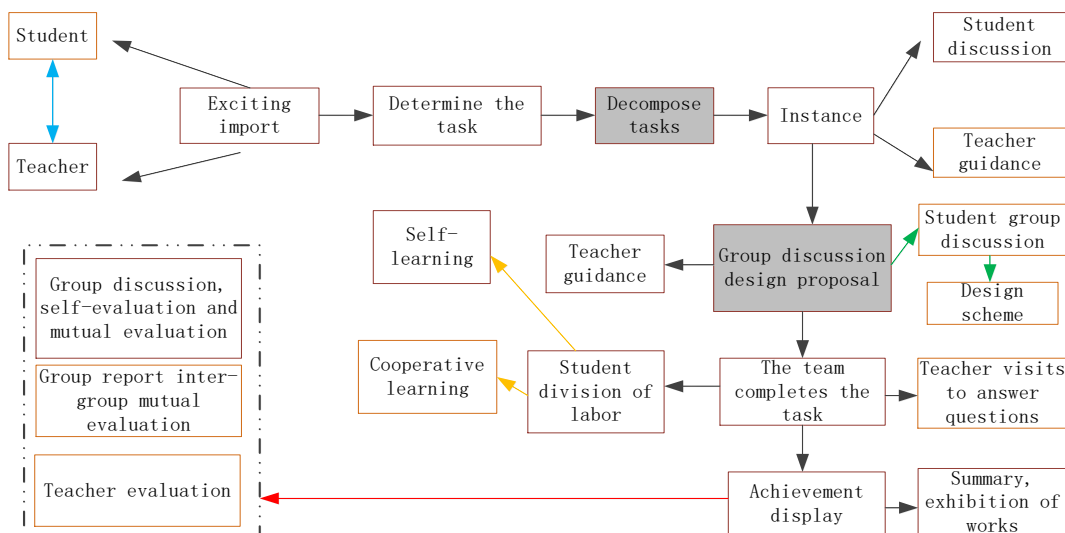 Student
Teacher
Exciting
import
Determine the
task
Decompose
tasks
Instance
Student
discussion
Teacher
guidance
Self-
learning
Teacher
guidance
Group discussion
design proposal
Student group
discussion
Design
scheme
Cooperative
learning
Student
division of
labor
The team
completes the
task
Teacher visits
to answer
questions
Achievement
display
Summary,
exhibition of
works
Group discussion,
self-evaluation and
mutual evaluation
Group report inter-
group mutual
evaluation
Teacher evaluation